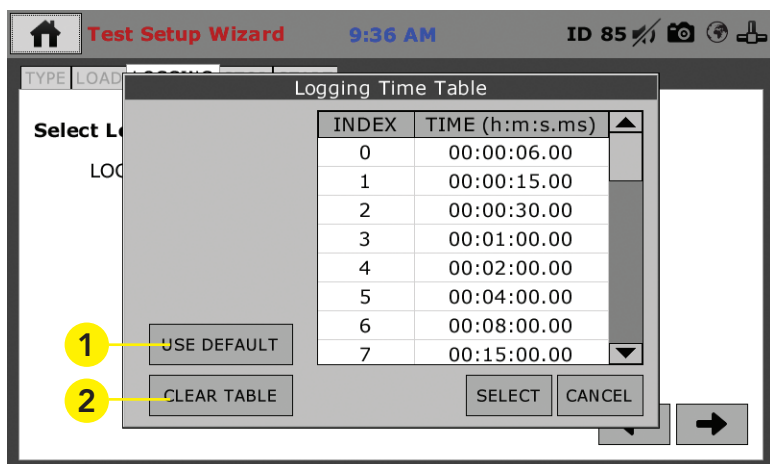 Test Setup Wizard 9:36 AM ID 85
TYPE LOAD
Logging Time Table
Select
INDEX TIME (h:m:s.ms)
0 00:00:06.00
1 00:00:15.00
2 00:00:30.00
3 00:01:00.00
4 00:02:00.00
5 00:04:00.00
6 00:08:00.00
7 00:15:00.00
1 USE DEFAULT
2 CLEAR TABLE
SELECT CANCEL